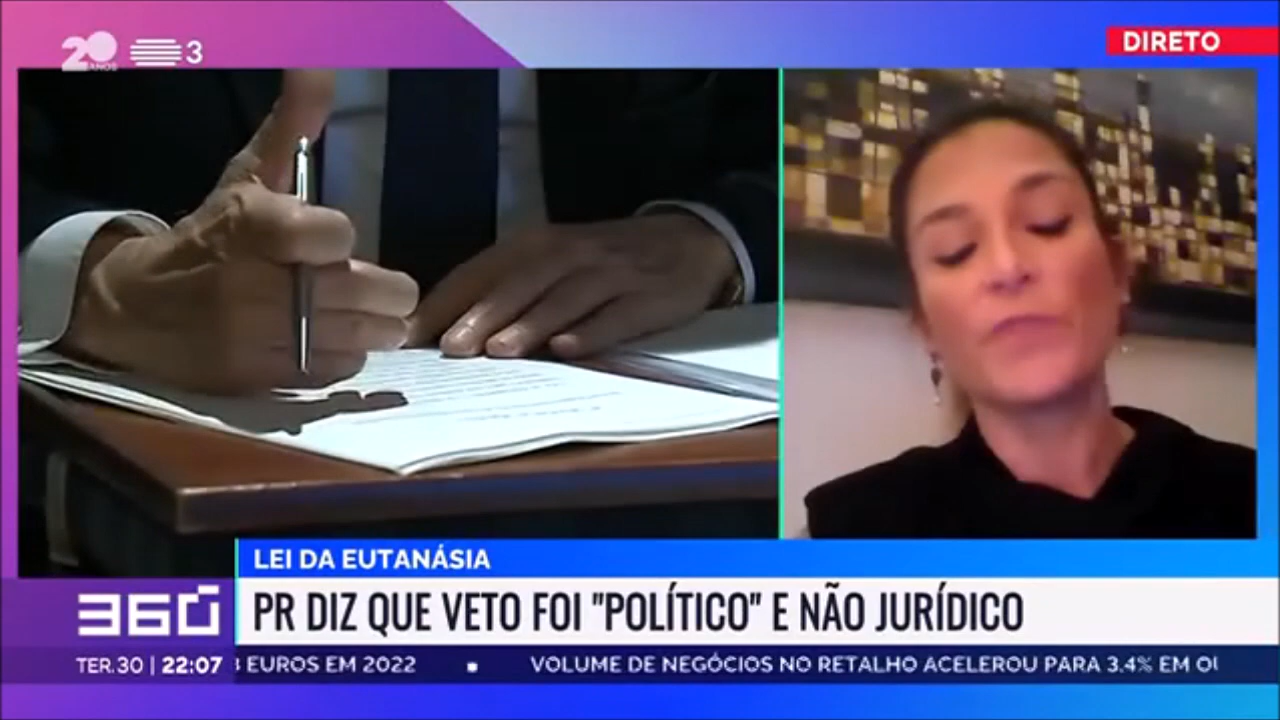 20
ANOS
3
DIRETO
LEI DA EUTANÁSIA
PR DIZ QUE VETO FOI "POLÍTICO" E NÃO JURÍDICO
360
TER.30 | 22:07
EUROS EM 2022 ▪ VOLUME DE NEGÓCIOS NO RETALHO ACELEROU PARA 3.4% EM